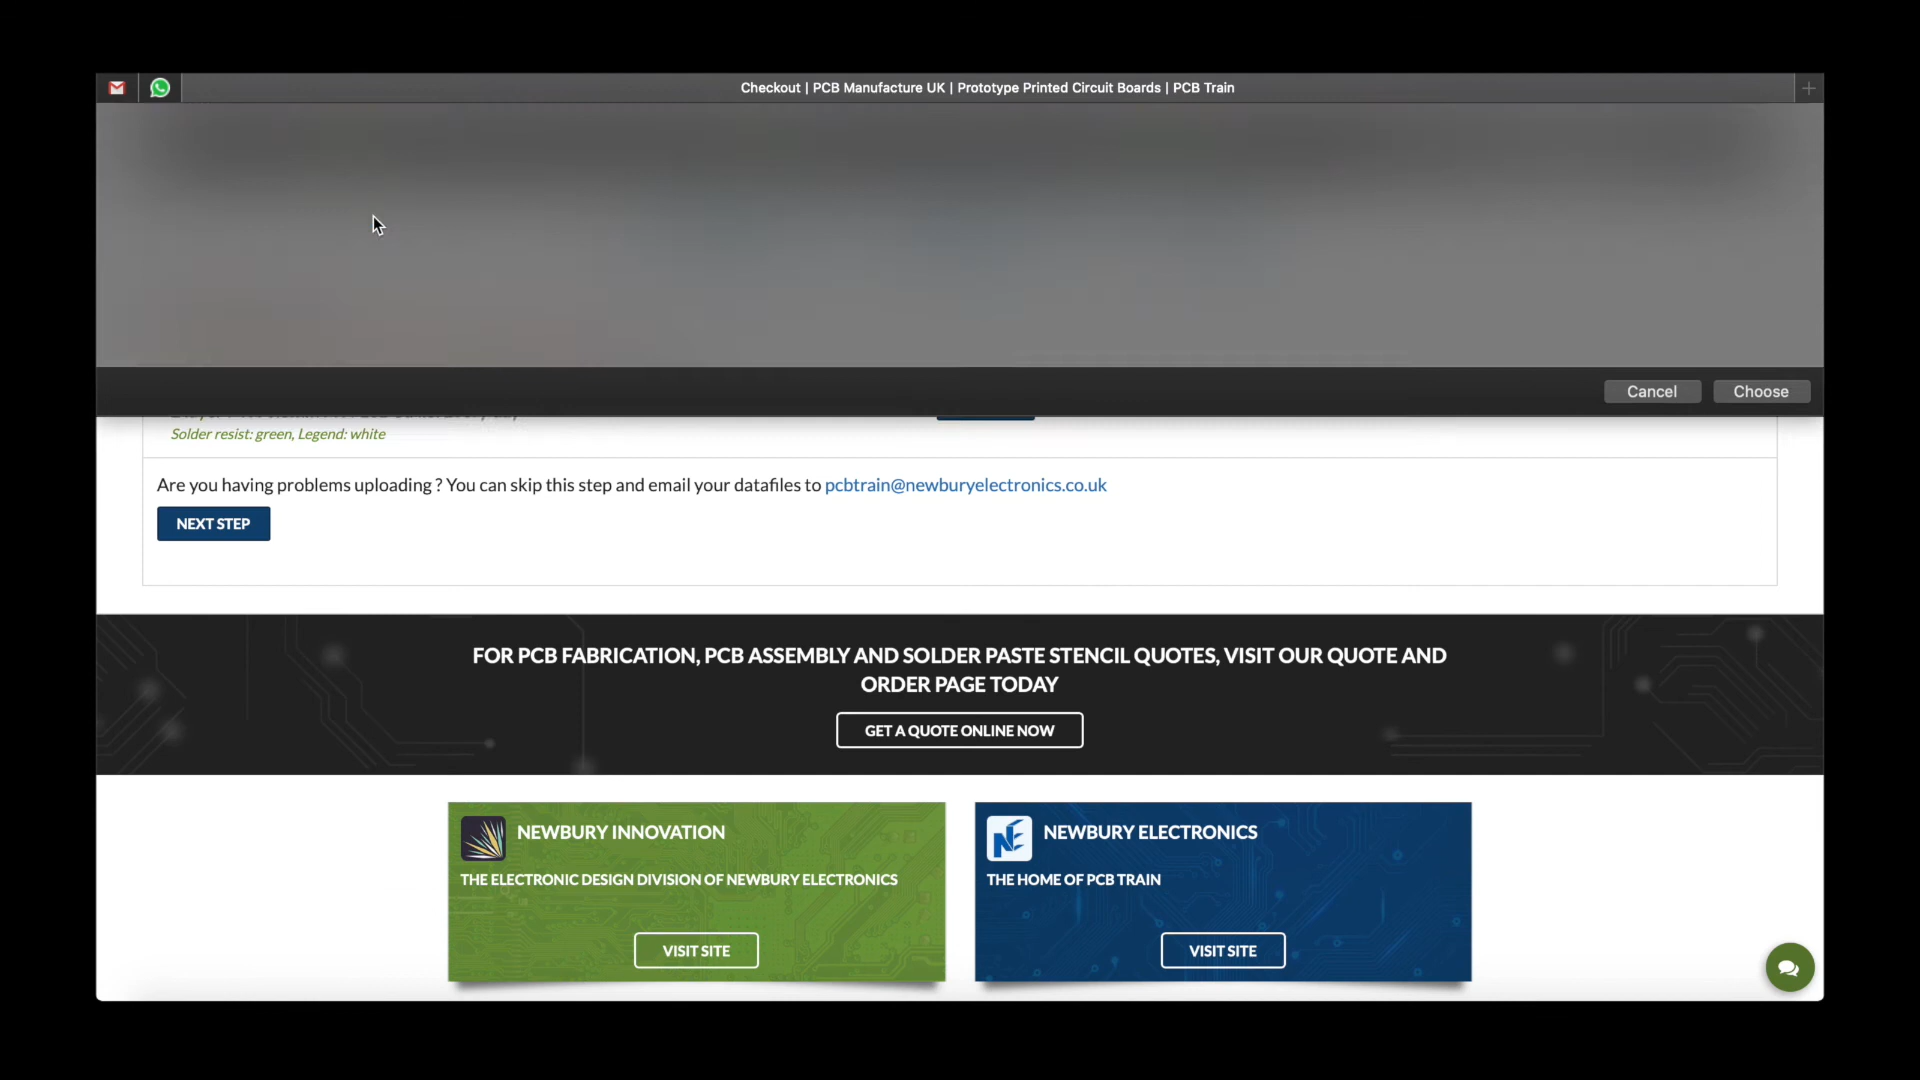 Checkout | PCB Manufacture UK | Prototype Printed Circuit Boards | PCB Train
Cancel
Choose
Solder resist: green, Legend: white
Are you having problems uploading ? You can skip this step and email your datafiles to pcbtrain@newburyelectronics.co.uk
NEXT STEP
FOR PCB FABRICATION, PCB ASSEMBLY AND SOLDER PASTE STENCIL QUOTES, VISIT OUR QUOTE AND
ORDER PAGE TODAY
GET A QUOTE ONLINE NOW
NEWBURY INNOVATION
THE ELECTRONIC DESIGN DIVISION OF NEWBURY ELECTRONICS
VISIT SITE
NE
NEWBURY ELECTRONICS
THE HOME OF PCB TRAIN
VISIT SITE